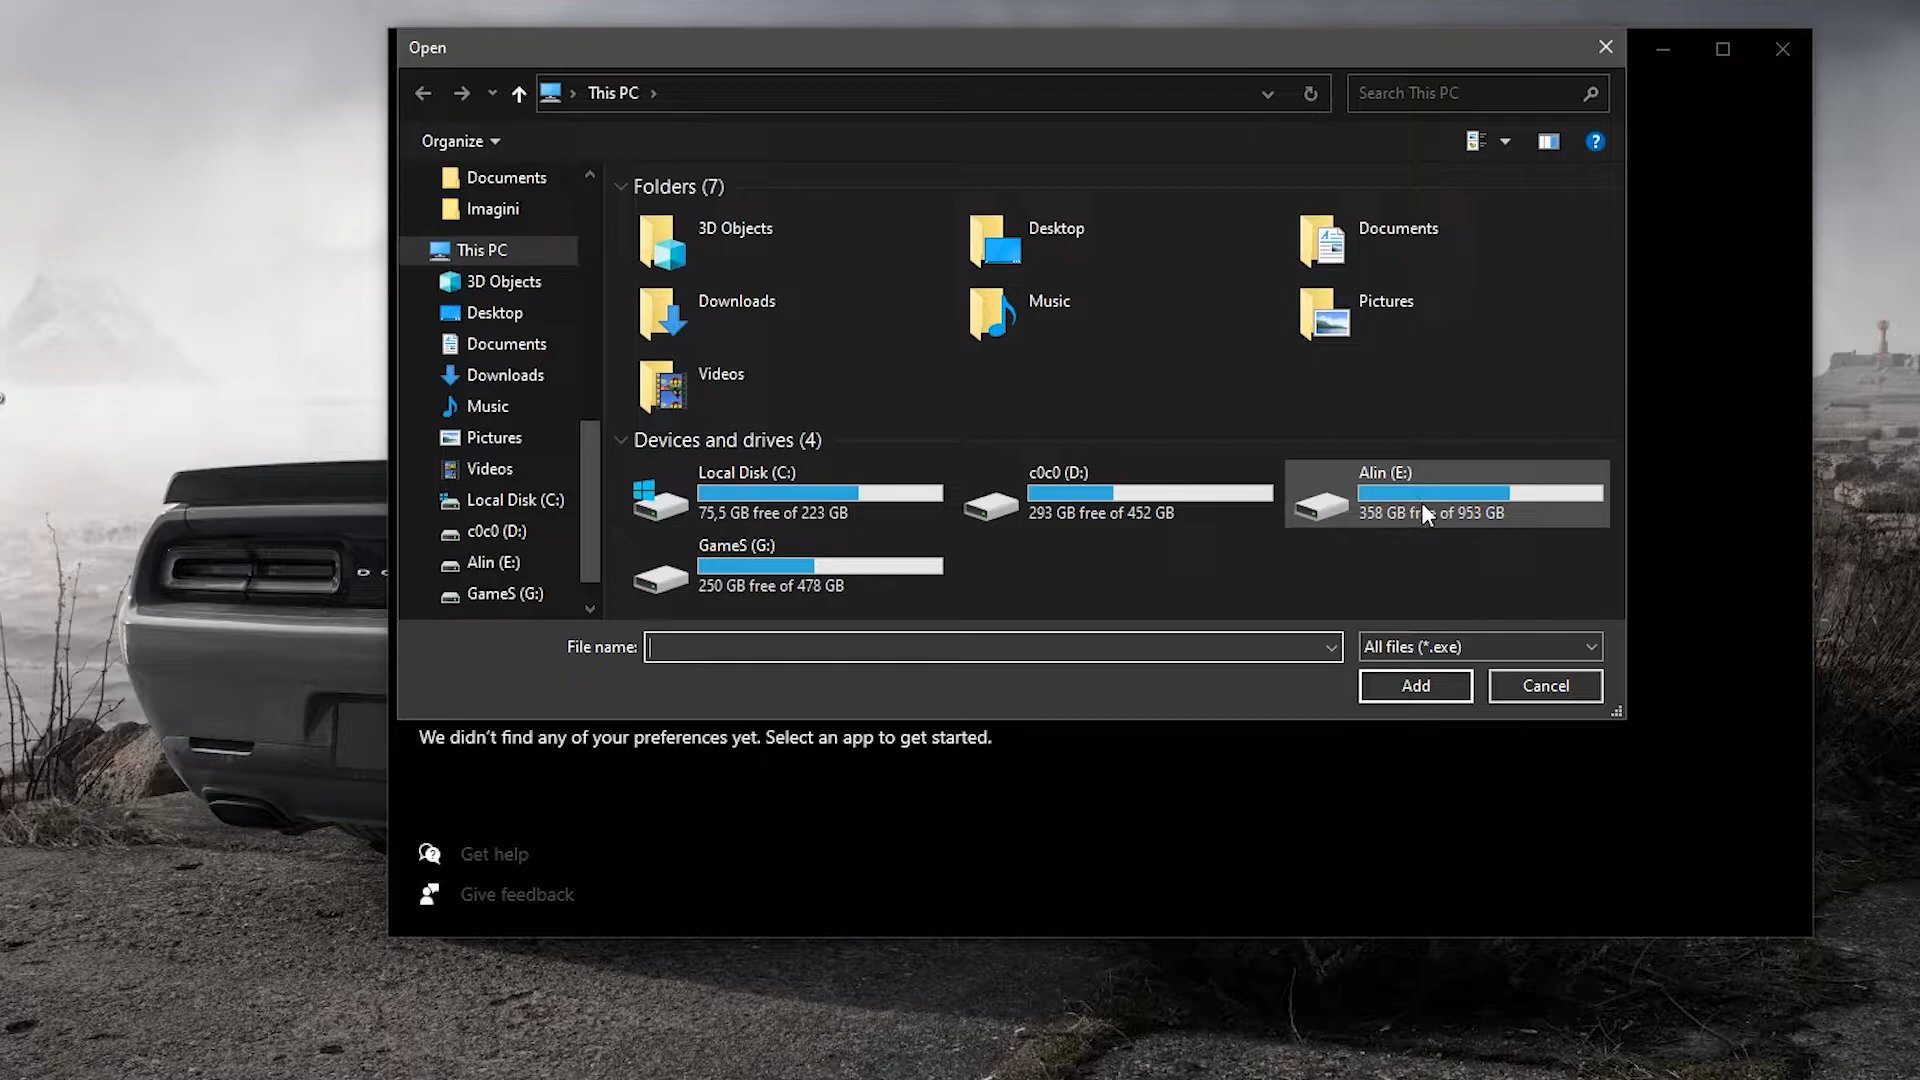 Open
This PC
Search This PC
Organize
Documents
Imagini
This PC
3D Objects
Desktop
Documents
Downloads
Music
Pictures
Videos
Local Disk (C:)
c0c0 (D:)
Alin (E:)
GameS (G:)
Folders (7)
3D Objects
Desktop
Documents
Downloads
Music
Pictures
Videos
Devices and drives (4)
Local Disk (C:)
75,5 GB free of 223 GB
c0c0 (D:)
293 GB free of 452 GB
Alin (E:)
358 GB free of 953 GB
GameS (G:)
250 GB free of 478 GB
File name:
All files (*.exe)
Add
Cancel
We didn't find any of your preferences yet. Select an app to get started.
Get help
Give feedback